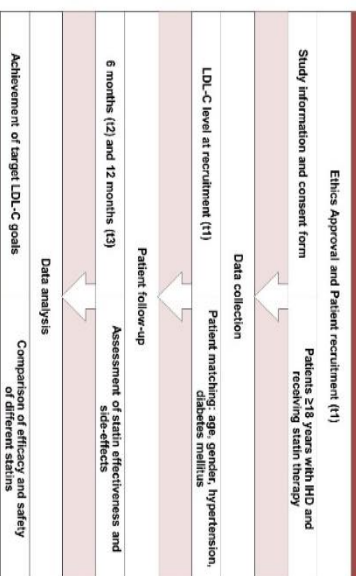 Ethics Approval and Patient recruitment (t1)
Study information and consent form
Patients ≥18 years with IHD and
receiving statin therapy
Data collection
LDL-C level at recruitment (t1)
Patient matching: age, gender, hypertension,
diabetes mellitus
Patient follow-up
6 months (t2) and 12 months (t3)
Assessment of statin effectiveness and
side-effects
Data analysis
Achievement of target LDL-C goals
Comparison of efficacy and safety
of different statins